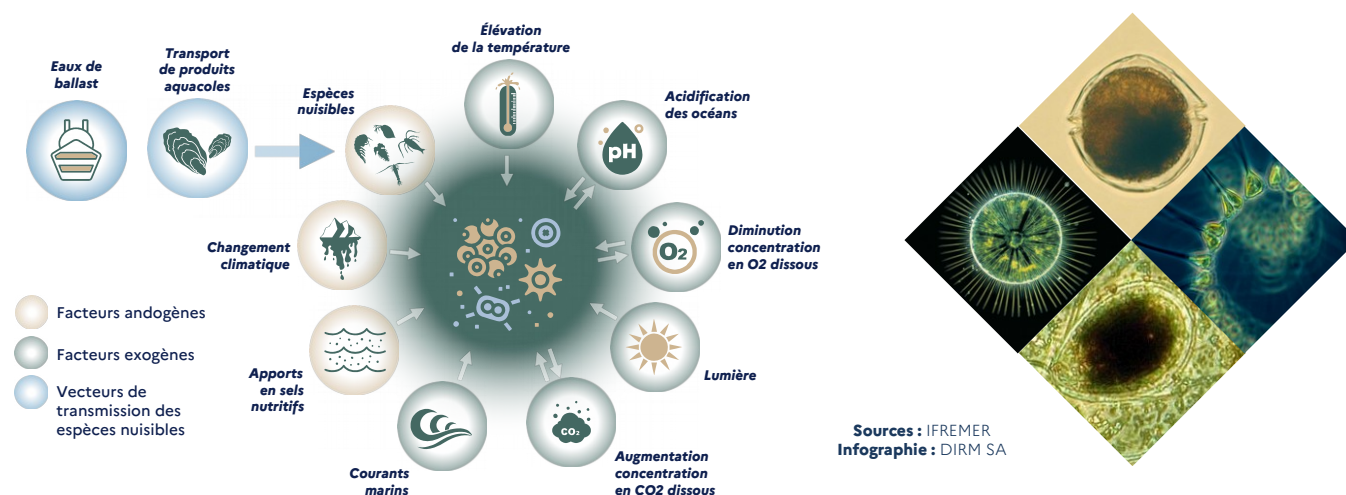 Élévation
de la température
Transport
de produits
aquacoles
Eaux de
ballast
Espèces
nuisibles
Acidification
des océans
pH
Changement
climatique
O2
Diminution
concentration
en O2 dissous
Facteurs andogènes
Facteurs exogènes
Vecteurs de
transmission des
espèces nuisibles
Apports
en sels
nutritifs
Lumière
Courants
marins
CO2
Augmentation
concentration
en CO2 dissous
Sources : IFREMER
Infographie : DIRM SA